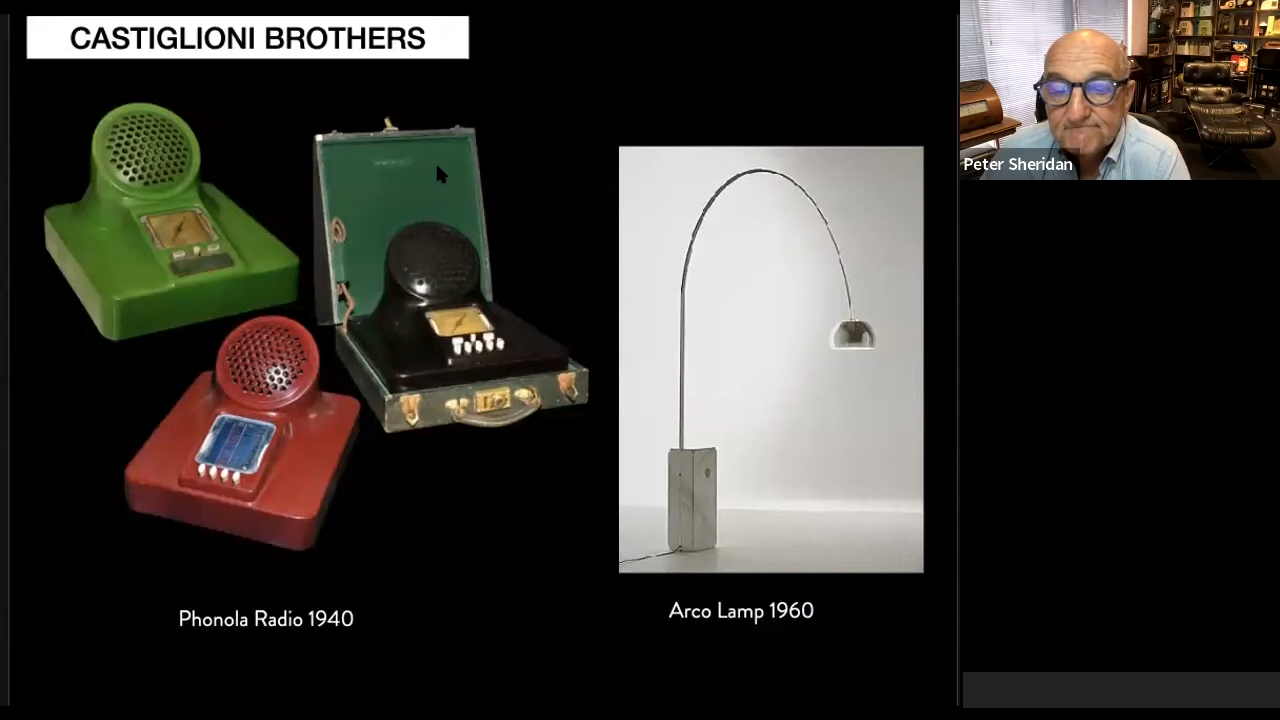 CASTIGLIONI BROTHERS
Peter Sheridan
Phonola Radio 1940
Arco Lamp 1960